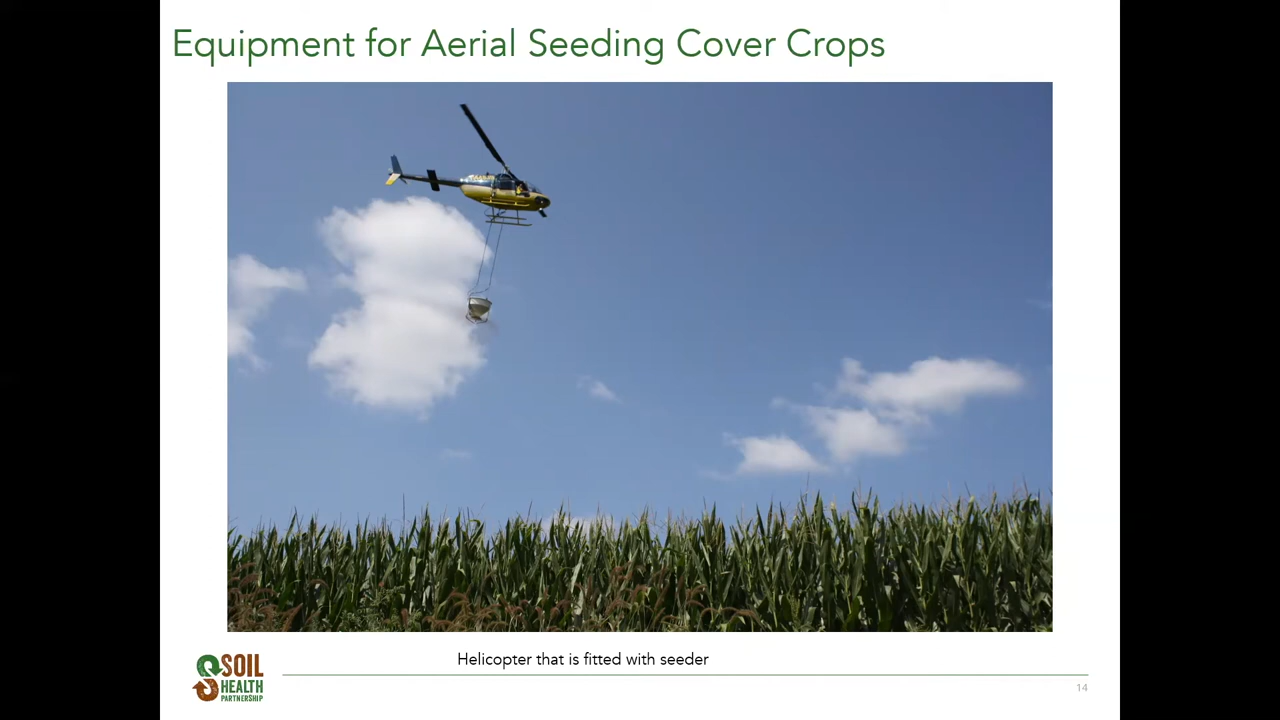 Equipment for Aerial Seeding Cover Crops
Helicopter that is fitted with seeder
SOIL
HEALTH
PARTNERSHIP
14